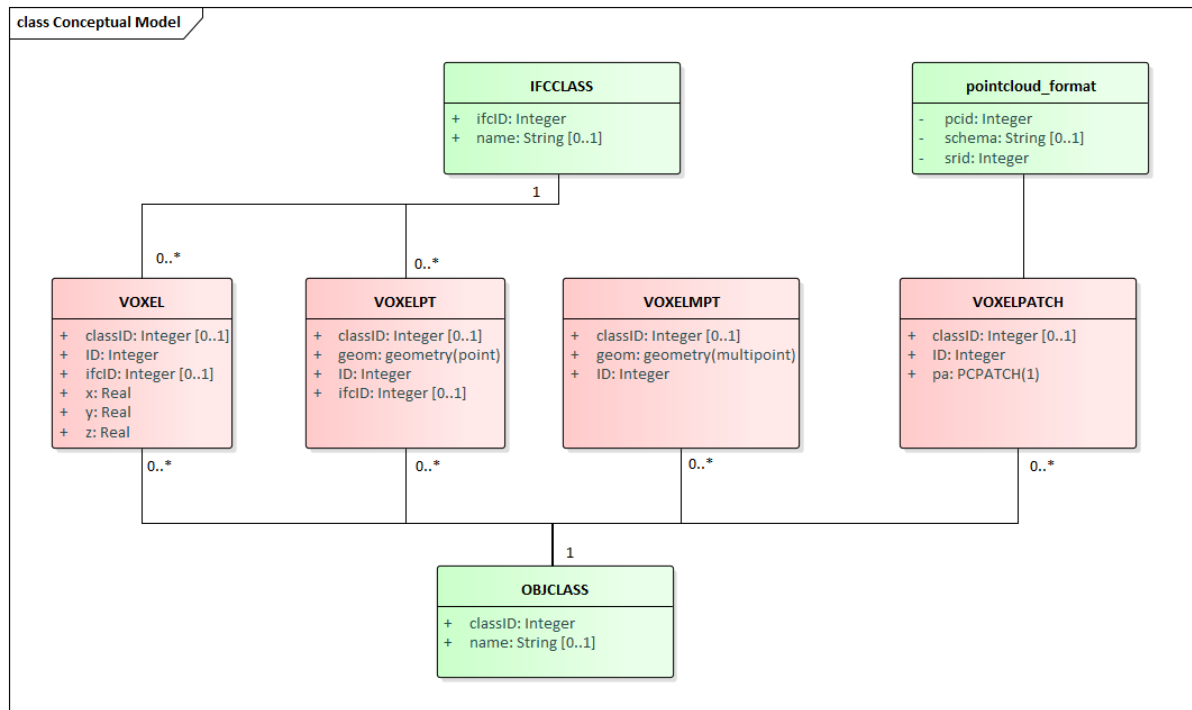 class Conceptual Model
IFCCLASS
+ ifcID: Integer
+ name: String [0..1]
pointcloud_format
- pcid: Integer
- schema: String [0..1]
- srid: Integer
1
0..*
0..*
VOXEL
+ classID: Integer [0..1]
+ ID: Integer
+ ifcID: Integer [0..1]
+ x: Real
+ y: Real
+ z: Real
VOXELPT
+ classID: Integer [0..1]
+ geom: geometry(point)
+ ID: Integer
+ ifcID: Integer [0..1]
VOXELMPT
+ classID: Integer [0..1]
+ geom: geometry(multipoint)
+ ID: Integer
VOXELPATCH
+ classID: Integer [0..1]
+ ID: Integer
+ pa: PCPATCH(1)
0..*
0..*
0..*
0..*
1
OBJCLASS
+ classID: Integer
+ name: String [0..1]